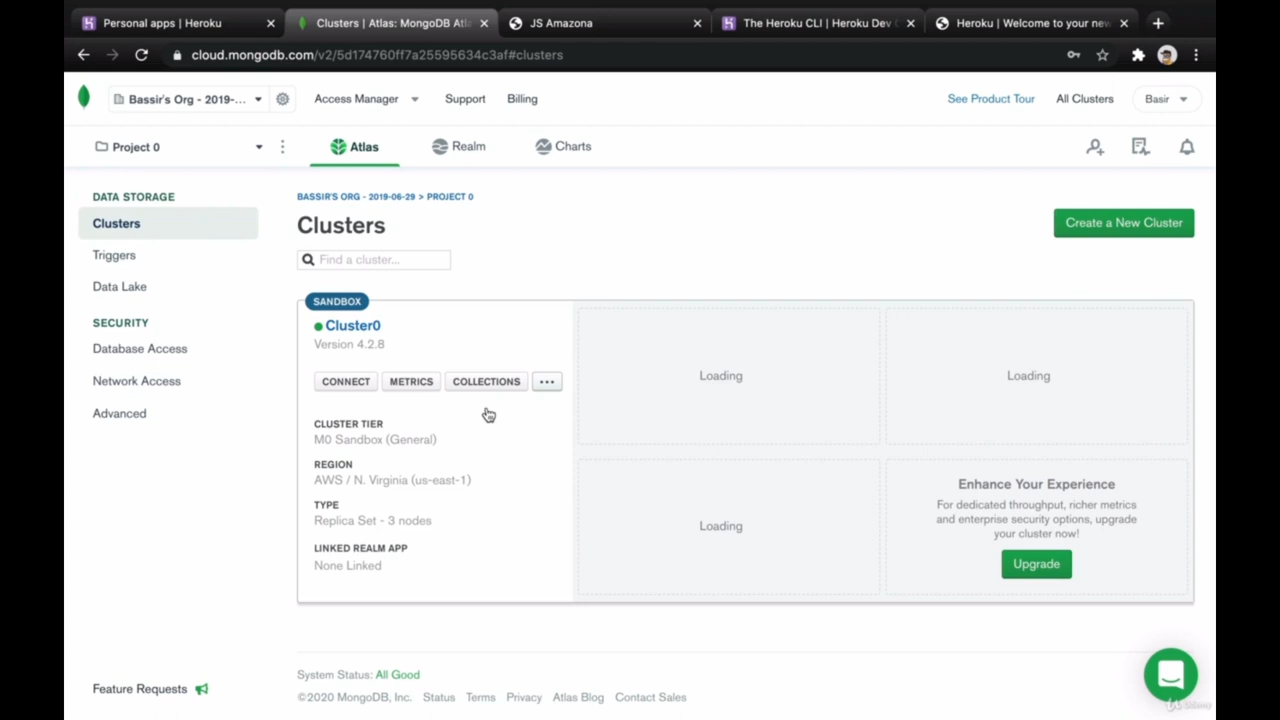 Personal apps | Heroku
Clusters | Atlas: MongoDB Atla
JS Amazona
The Heroku CLI | Heroku Dev C
Heroku | Welcome to your new
cloud.mongodb.com/v2/5d174760ff7a25595634c3af#clusters
Bassir's Org - 2019-...
Access Manager
Support
Billing
See Product Tour
All Clusters
Basir
Project 0
Atlas
Realm
Charts
DATA STORAGE
Clusters
Triggers
Data Lake
SECURITY
Database Access
Network Access
Advanced
Feature Requests
BASSIR'S ORG - 2019-06-29 > PROJECT 0
Clusters
Create a New Cluster
Find a cluster...
SANDBOX
Cluster0
Version 4.2.8
CONNECT
METRICS
COLLECTIONS
...
CLUSTER TIER
M0 Sandbox (General)
REGION
AWS / N. Virginia (us-east-1)
TYPE
Replica Set - 3 nodes
LINKED REALM APP
None Linked
Loading
Loading
Loading
Enhance Your Experience
For dedicated throughput, richer metrics
and enterprise security options, upgrade
your cluster now!
Upgrade
System Status: All Good
©2020 MongoDB, Inc. Status Terms Privacy Atlas Blog Contact Sales
Udemy